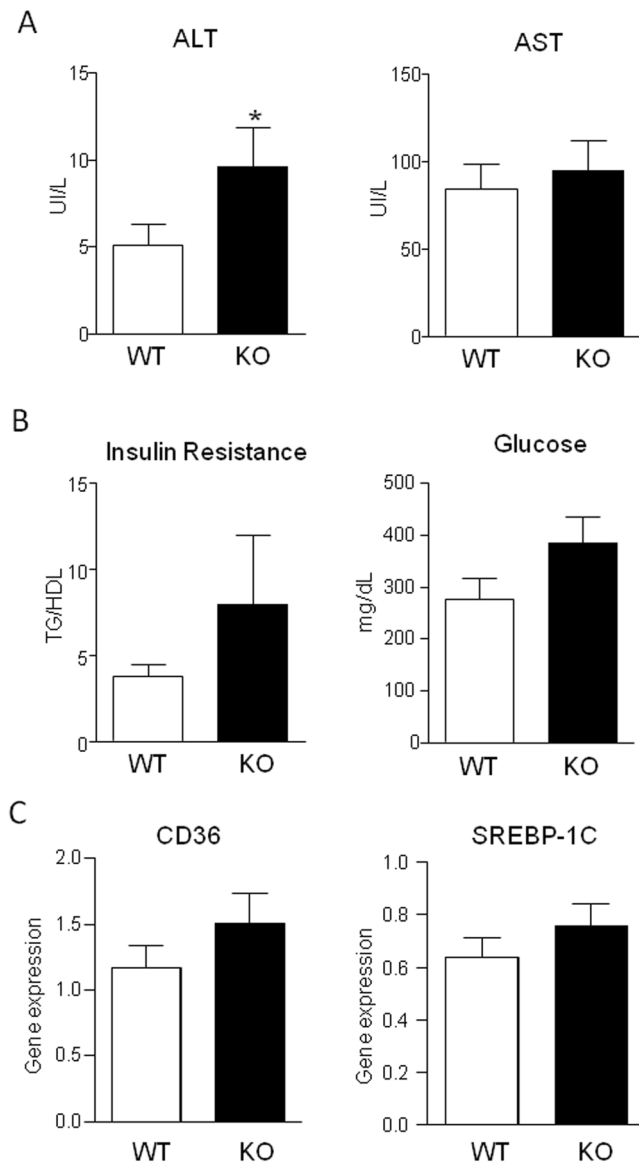 A
ALT
AST
15
10
5
0
UI/L
*
WT
KO
150
100
50
0
UI/L
WT
KO
B
Insulin Resistance
Glucose
15
10
5
0
TG/HDL
WT
KO
500
400
300
200
100
0
mg/dL
WT
KO
C
CD36
SREBP-1C
2.0
1.5
1.0
0.5
0.0
Gene expression
WT
KO
1.0
0.8
0.6
0.4
0.2
0.0
Gene expression
WT
KO